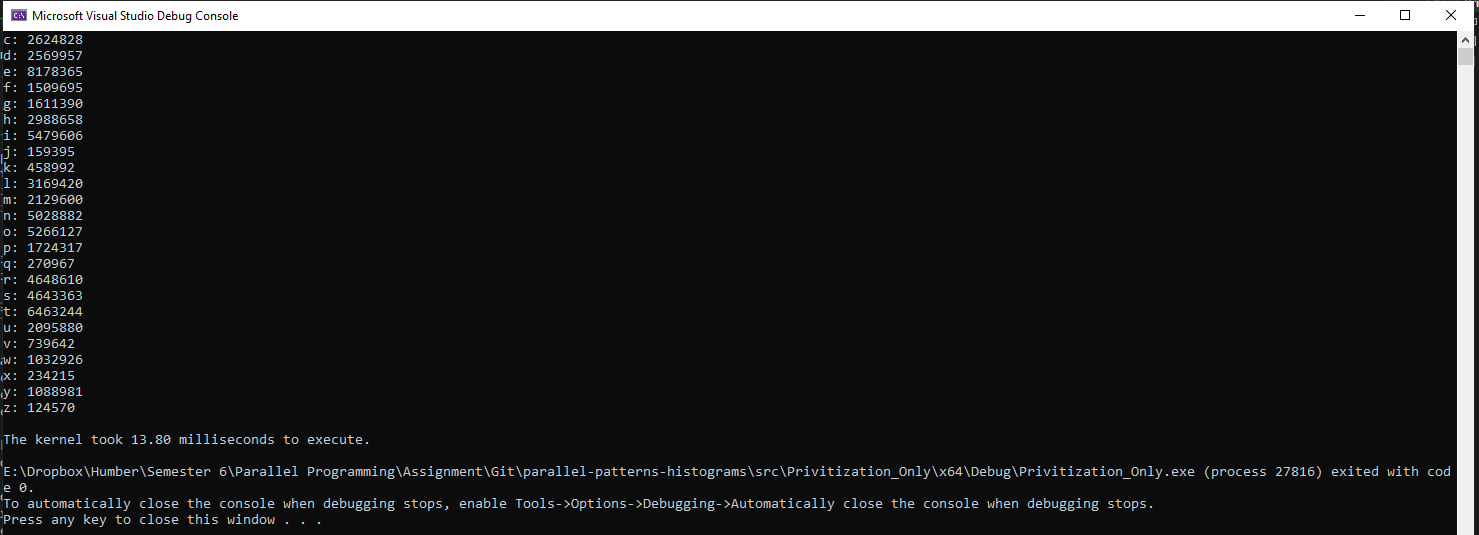 Microsoft Visual Studio Debug Console
c: 2624828
d: 2569957
e: 8178365
f: 1509695
g: 1611390
h: 2988658
i: 5479606
j: 159395
k: 458992
l: 3169420
m: 2129600
n: 5028882
o: 5266127
p: 1724317
q: 270967
r: 4648610
s: 4643363
t: 6463244
u: 2095880
v: 739642
w: 1032926
x: 234215
y: 1088981
z: 124570
The kernel took 13.80 milliseconds to execute.
E:\Dropbox\Humber\Semester 6\Parallel Programming\Assignment\Git\parallel-patterns-histograms\src\Privitization_Only\x64\Debug\Privitization_Only.exe (process 27816) exited with cod
e 0.
To automatically close the console when debugging stops, enable Tools->Options->Debugging->Automatically close the console when debugging stops.
Press any key to close this window . . .